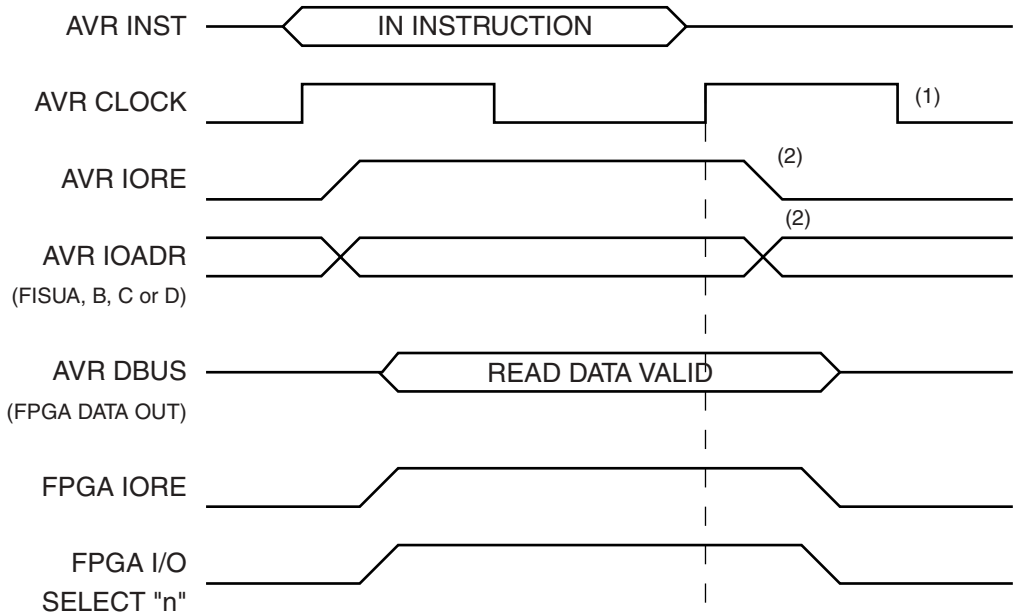 AVR INST
IN INSTRUCTION
AVR CLOCK
(1)
AVR IORE
(2)
AVR IOADR
(FISUA, B, C or D)
(2)
AVR DBUS
(FPGA DATA OUT)
READ DATA VALID
FPGA IORE
FPGA I/O
SELECT "n"